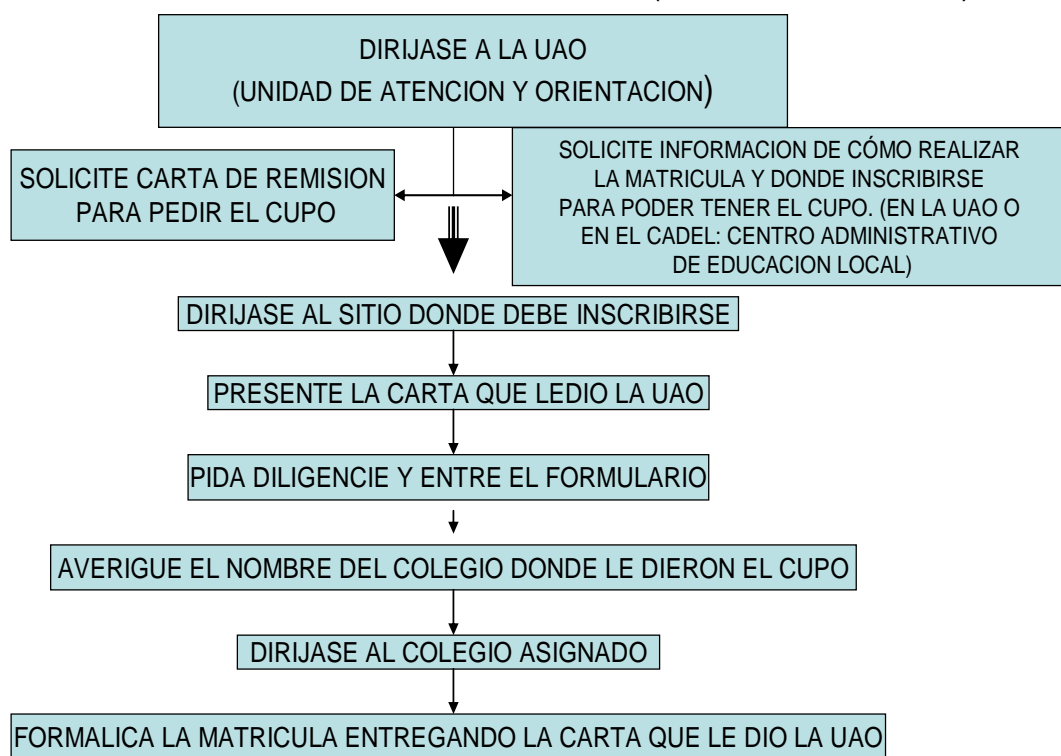 DIRIJASE A LA UAO
(UNIDAD DE ATENCION Y ORIENTACION)
SOLICITE CARTA DE REMISION
PARA PEDIR EL CUPO
SOLICITE INFORMACION DE CÓMO REALIZAR
LA MATRICULA Y DONDE INSCRIBIRSE
PARA PODER TENER EL CUPO. (EN LA UAO O
EN EL CADEL: CENTRO ADMINISTRATIVO
DE EDUCACION LOCAL)
DIRIJASE AL SITIO DONDE DEBE INSCRIBIRSE
PRESENTE LA CARTA QUE LEDIO LA UAO
PIDA DILIGENCIE Y ENTRE EL FORMULARIO
AVERIGUE EL NOMBRE DEL COLEGIO DONDE LE DIERON EL CUPO
DIRIJASE AL COLEGIO ASIGNADO
FORMALICA LA MATRICULA ENTREGANDO LA CARTA QUE LE DIO LA UAO